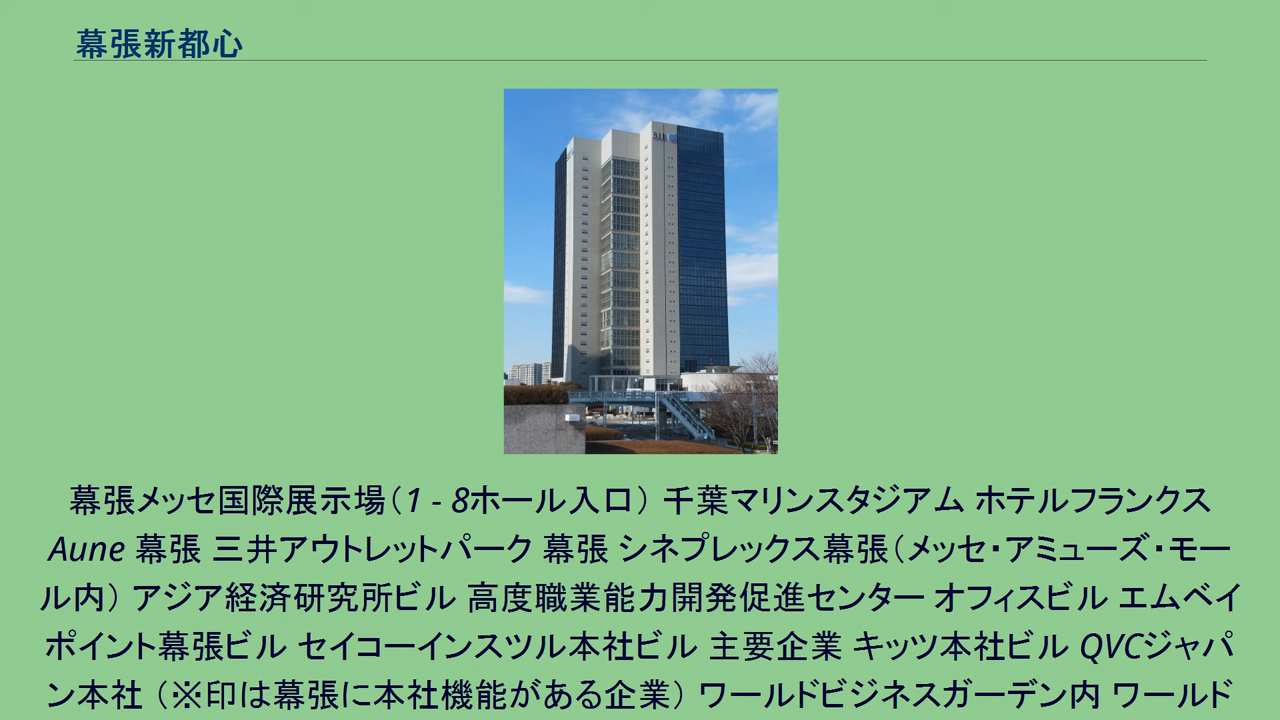 幕張新都心
幕張メッセ国際展示場（1 - 8ホール入口） 千葉マリンスタジアム ホテルフランクス
Aune 幕張 三井アウトレットパーク 幕張 シネプレックス幕張（メッセ・アミューズ・モー
ル内） アジア経済研究所ビル 高度職業能力開発促進センター オフィスビル エムベイ
ポイント幕張ビル セイコーインスツル本社ビル 主要企業 キッツ本社ビル QVCジャパ
ン本社 （※印は幕張に本社機能がある企業） ワールドビジネスガーデン内 ワールド